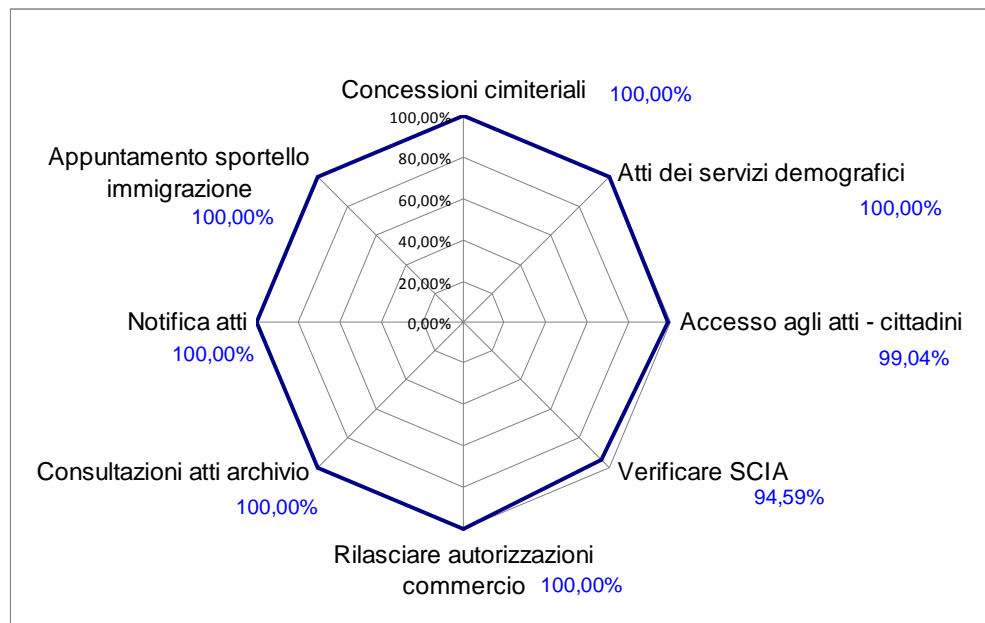 Concessioni cimiteriali 100,00%
100,00%
80,00%
60,00%
40,00%
20,00%
0,00%
Atti dei servizi demografici
100,00%
Accesso agli atti - cittadini
99,04%
Verificare SCIA
94,59%
Rilasciare autorizzazioni
commercio 100,00%
Consultazioni atti archivio
100,00%
Notifica atti
100,00%
Appuntamento sportello
immigrazione
100,00%